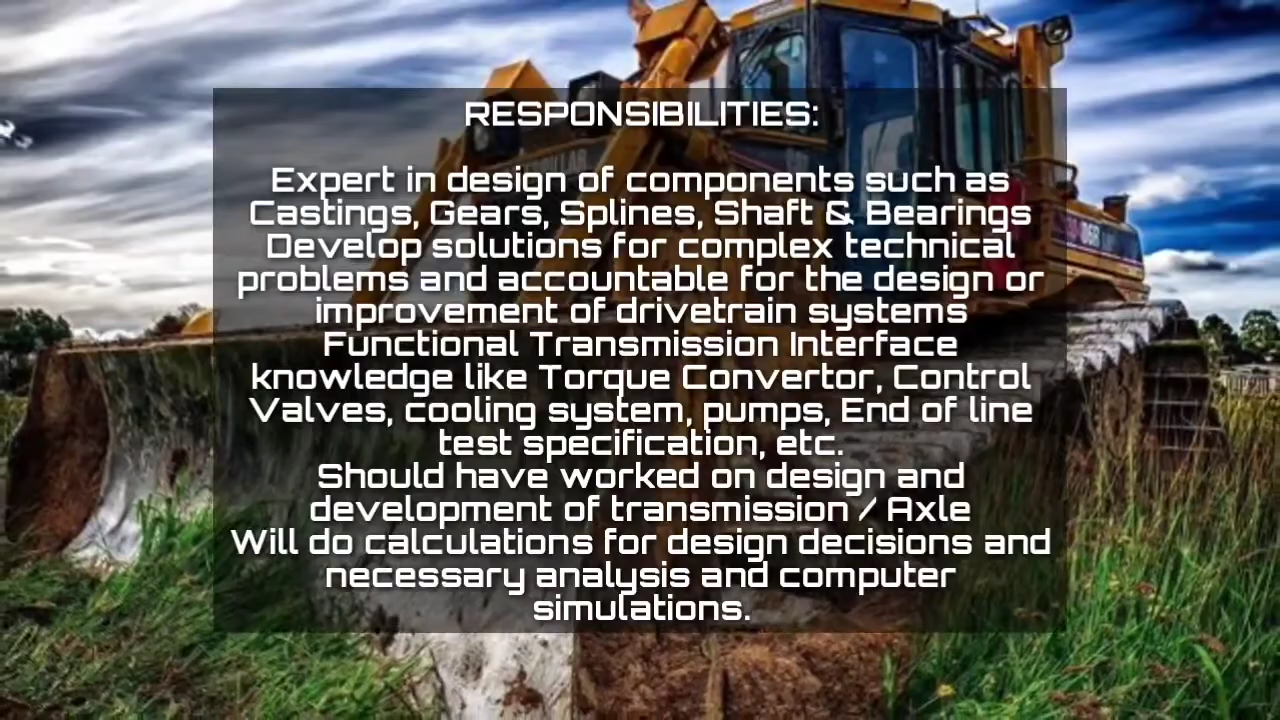 RESPONSIBILITIES:
Expert in design of components such as
Castings, Gears, Splines, Shaft & Bearings
Develop solutions for complex technical
problems and accountable for the design or
improvement of drivetrain systems
Functional Transmission Interface
knowledge like Torque Convertor, Control
Valves, cooling system, pumps, End of line
test specification, etc.
Should have worked on design and
development of transmission / Axle
Will do calculations for design decisions and
necessary analysis and computer
simulations.
D6R